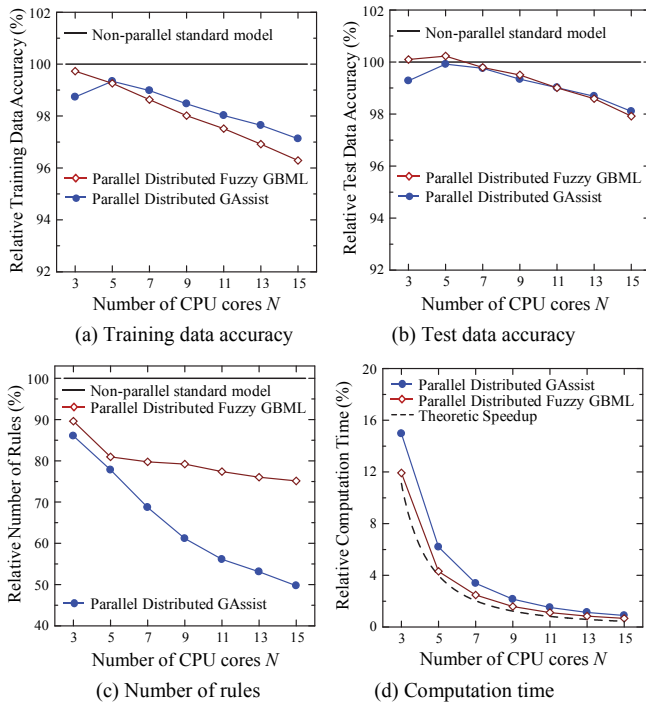 Relative Training Data Accuracy (%)
102
100
98
96
94
92
Non-parallel standard model
Parallel Distributed Fuzzy GBML
Parallel Distributed GAssist
3 5 7 9 11 13 15
Number of CPU cores N
(a) Training data accuracy
Relative Test Data Accuracy (%)
102
100
98
96
94
92
Non-parallel standard model
Parallel Distributed Fuzzy GBML
Parallel Distributed GAssist
3 5 7 9 11 13 15
Number of CPU cores N
(b) Test data accuracy
Relative Number of Rules (%)
100
90
80
70
60
50
40
Non-parallel standard model
Parallel Distributed Fuzzy GBML
Parallel Distributed GAssist
3 5 7 9 11 13 15
Number of CPU cores N
(c) Number of rules
Relative Computation Time (%)
20
16
12
8
4
0
Parallel Distributed GAssist
Parallel Distributed Fuzzy GBML
Theoretic Speedup
3 5 7 9 11 13 15
Number of CPU cores N
(d) Computation time